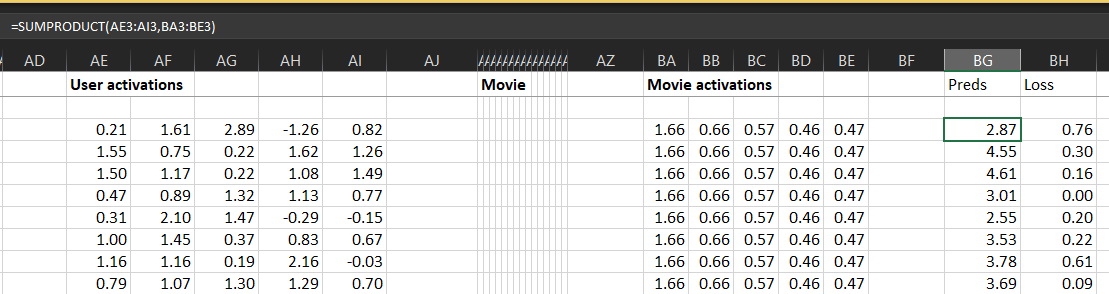 =SUMPRODUCT(AE3:AI3,BA3:BE3)
AD AE AF AG AH AI AJ AZ BA BB BC BD BE BF BG BH
User activations Movie Movie activations Preds Loss
0.21 1.61 2.89 -1.26 0.82 1.66 0.66 0.57 0.46 0.47 2.87 0.76
1.55 0.75 0.22 1.62 1.26 1.66 0.66 0.57 0.46 0.47 4.55 0.30
1.50 1.17 0.22 1.08 1.49 1.66 0.66 0.57 0.46 0.47 4.61 0.16
0.47 0.89 1.32 1.13 0.77 1.66 0.66 0.57 0.46 0.47 3.01 0.00
0.31 2.10 1.47 -0.29 -0.15 1.66 0.66 0.57 0.46 0.47 2.55 0.20
1.00 1.45 0.37 0.83 0.67 1.66 0.66 0.57 0.46 0.47 3.53 0.22
1.16 1.16 0.19 2.16 -0.03 1.66 0.66 0.57 0.46 0.47 3.78 0.61
0.79 1.07 1.30 1.29 0.70 1.66 0.66 0.57 0.46 0.47 3.69 0.09